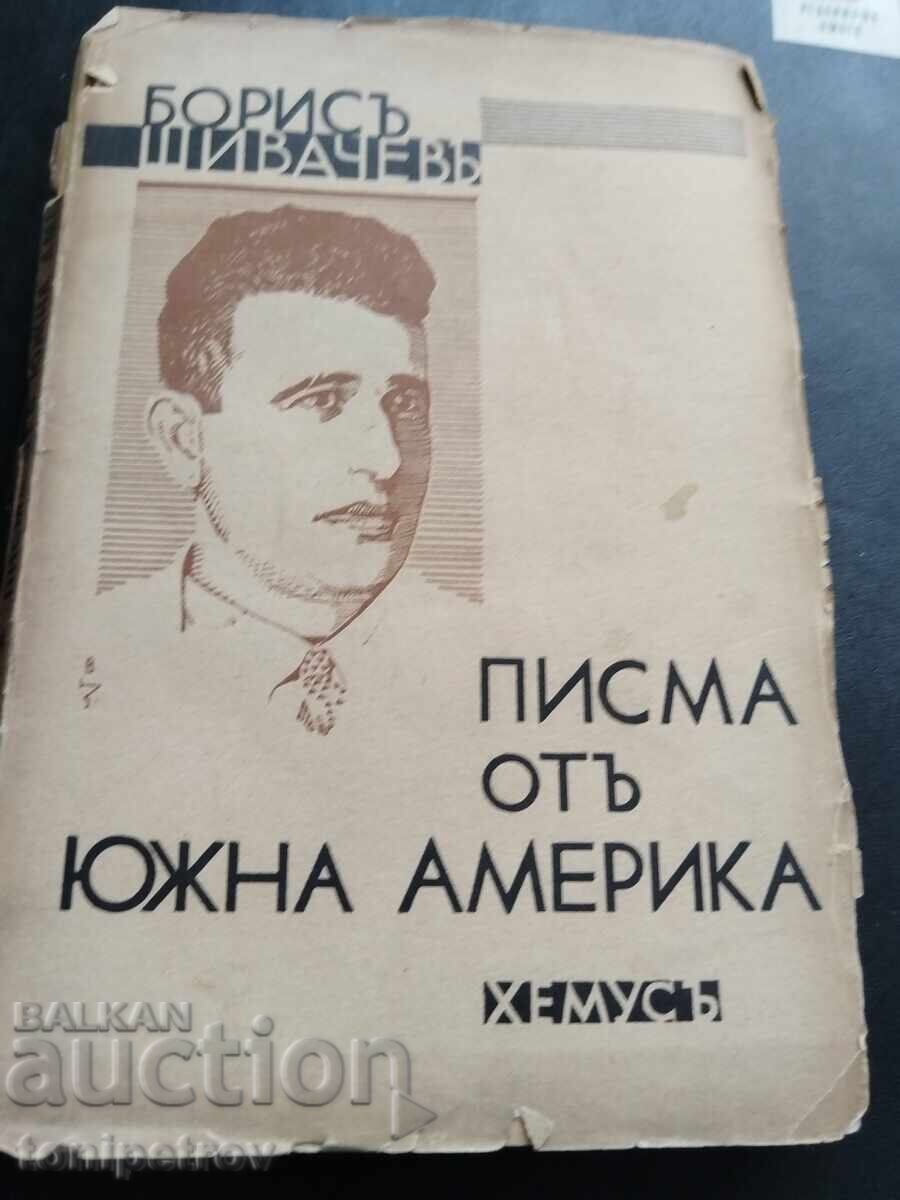 БОРИСЪ
ШИВАЧЕВЪ
ПИСМА
ОТЪ
ЮЖНА АМЕРИКА
ХЕМУСЪ
BALKAN
auction
tonipetrov